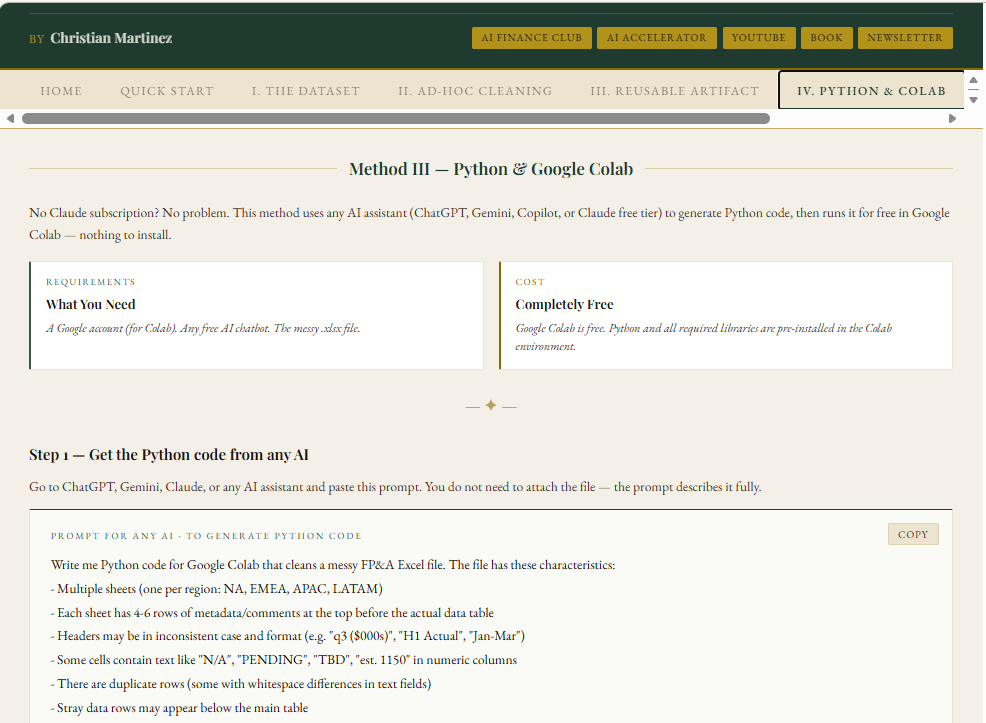 BY Christian Martinez
AI FINANCE CLUB
AI ACCELERATOR
YOUTUBE
BOOK
NEWSLETTER
HOME
QUICK START
I. THE DATASET
II. AD-HOC CLEANING
III. REUSABLE ARTIFACT
IV. PYTHON & COLAB
Method III — Python & Google Colab
No Claude subscription? No problem. This method uses any AI assistant (ChatGPT, Gemini, Copilot, or Claude free tier) to generate Python code, then runs it for free in Google
Colab — nothing to install.
REQUIREMENTS
What You Need
A Google account (for Colab). Any free AI chatbot. The messy .xlsx file.
COST
Completely Free
Google Colab is free. Python and all required libraries are pre-installed in the Colab
environment.
Step 1 — Get the Python code from any AI
Go to ChatGPT, Gemini, Claude, or any AI assistant and paste this prompt. You do not need to attach the file — the prompt describes it fully.
PROMPT FOR ANY AI · TO GENERATE PYTHON CODE
COPY
Write me Python code for Google Colab that cleans a messy FP&A Excel file. The file has these characteristics:
- Multiple sheets (one per region: NA, EMEA, APAC, LATAM)
- Each sheet has 4-6 rows of metadata/comments at the top before the actual data table
- Headers may be in inconsistent case and format (e.g. "q3 ($000s)", "H1 Actual", "Jan-Mar")
- Some cells contain text like "N/A", "PENDING", "TBD", "est. 1150" in numeric columns
- There are duplicate rows (some with whitespace differences in text fields)
- Stray data rows may appear below the main table